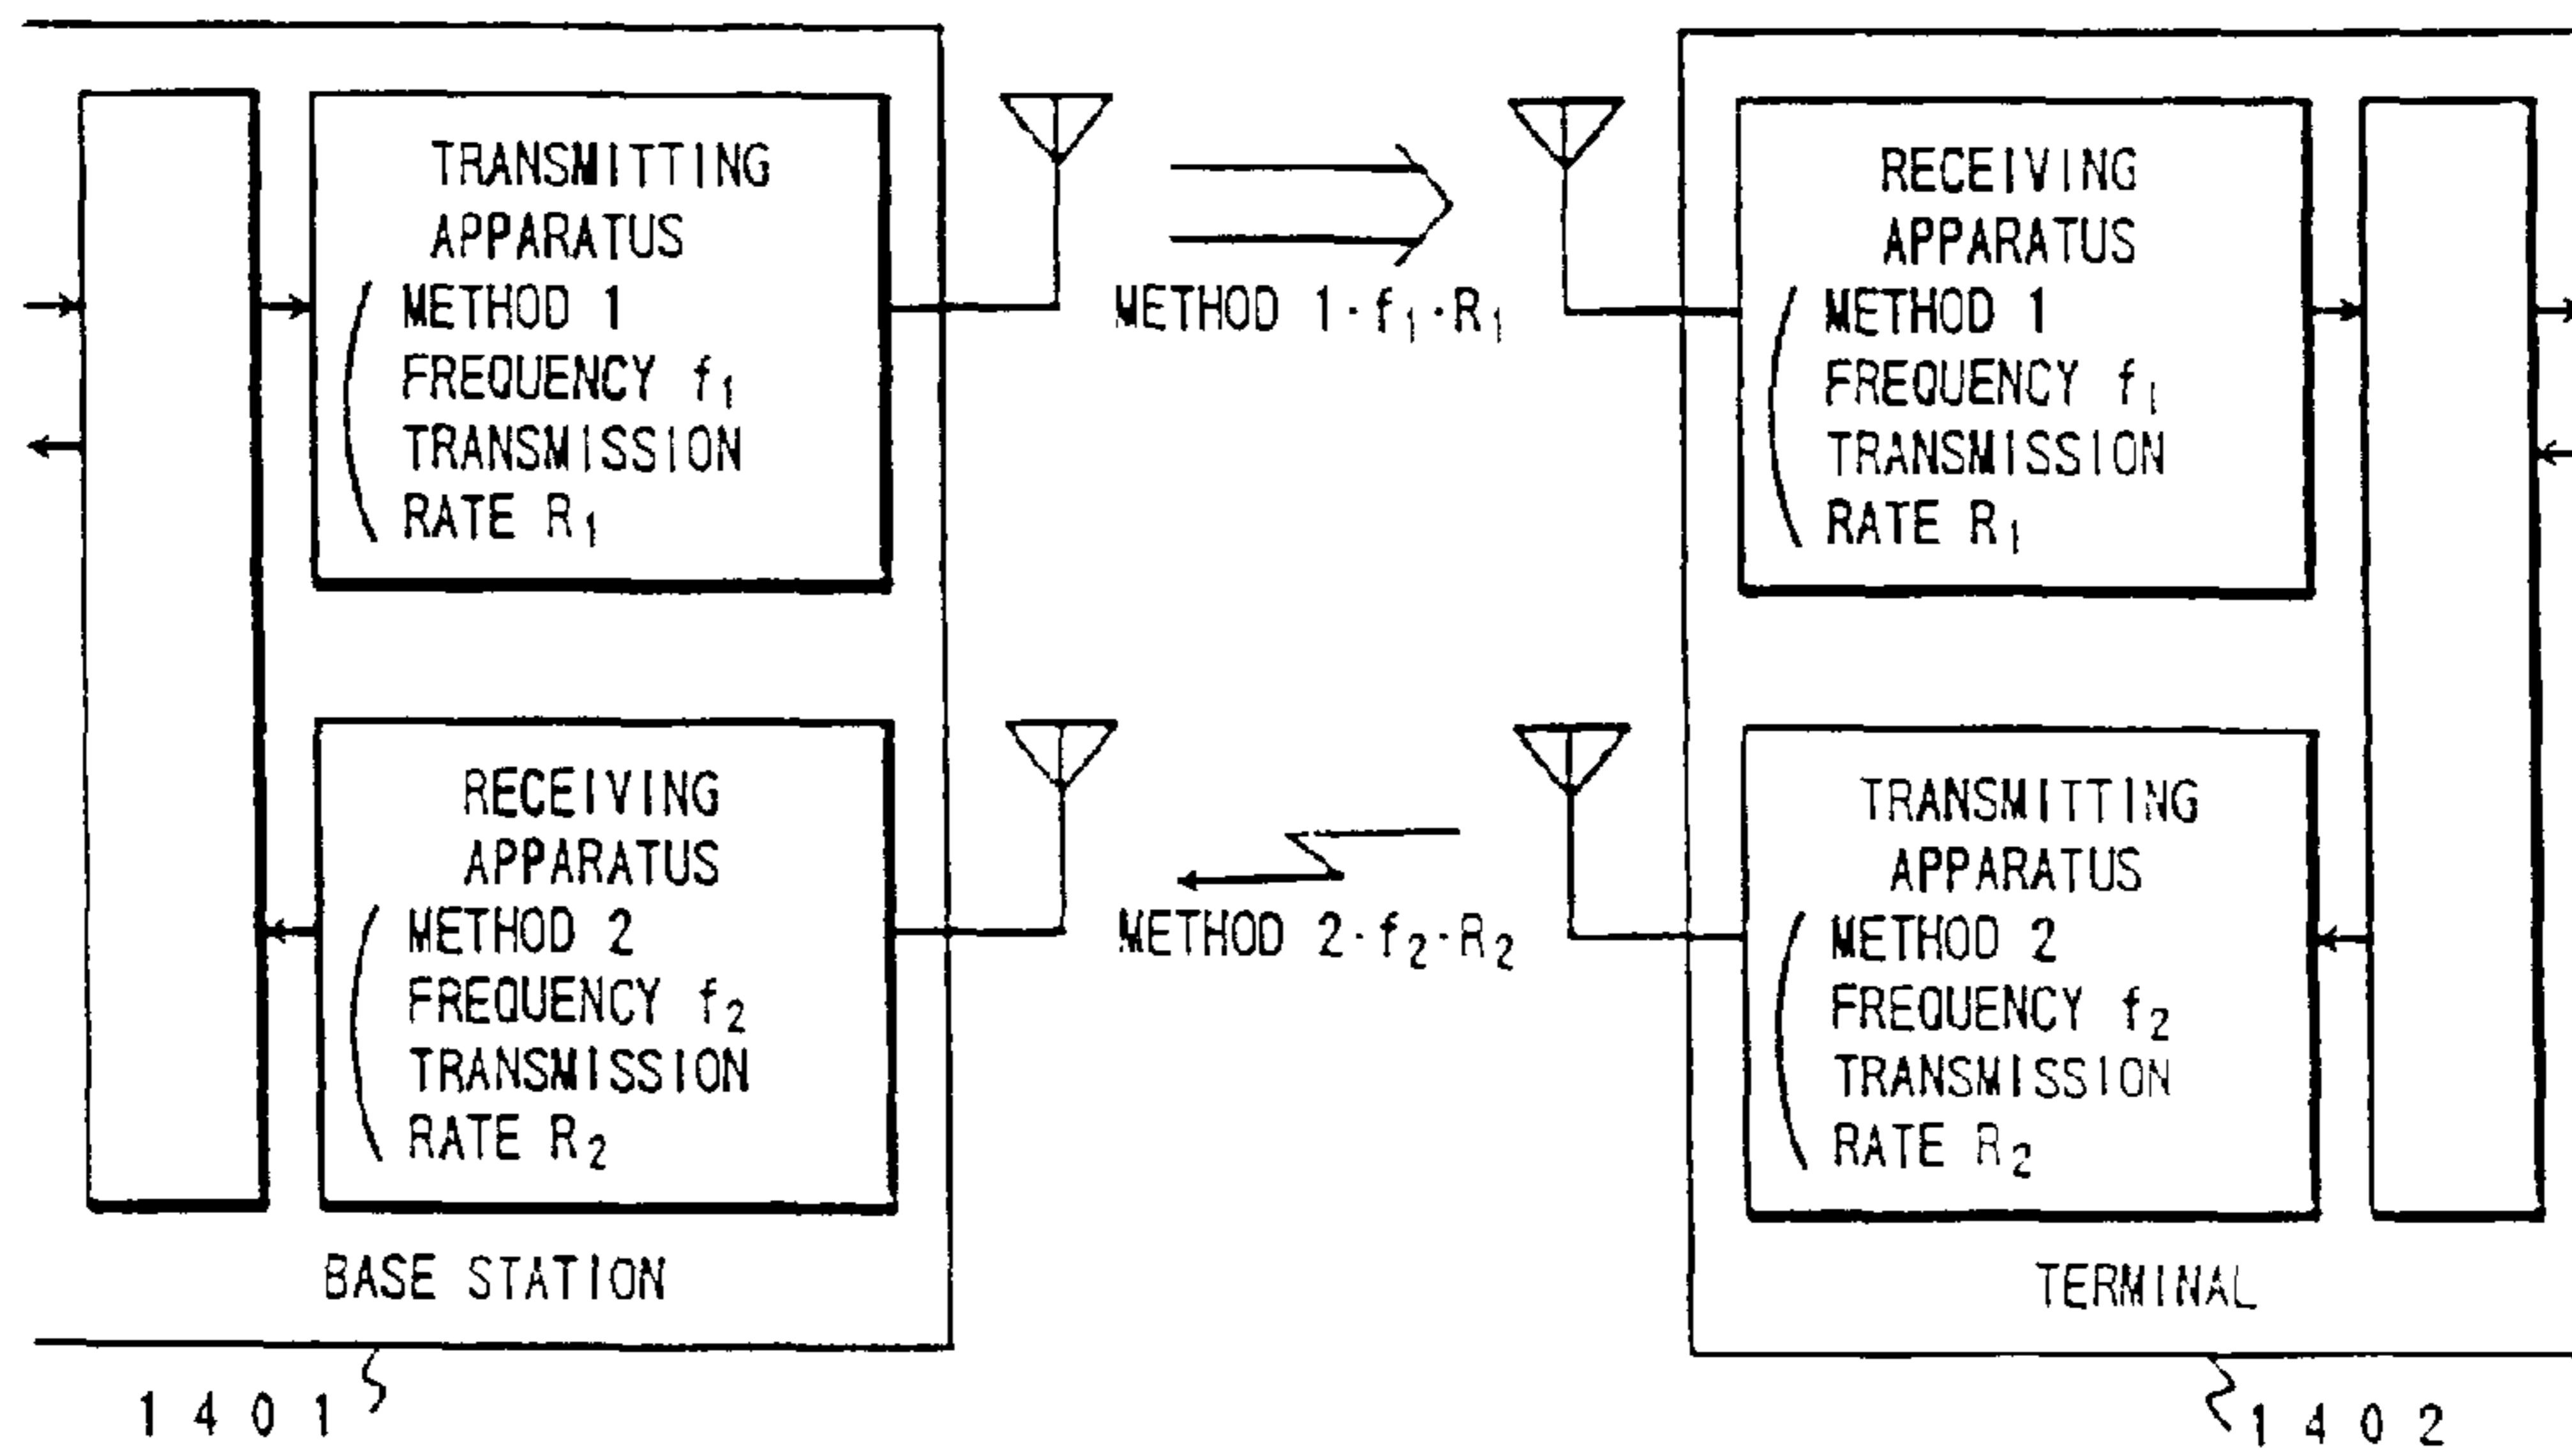 TRANSMITTING
APPARATUS
METHOD 1
FREQUENCY f₁
TRANSMISSION
RATE R₁
METHOD 1·f₁·R₁
RECEIVING
APPARATUS
METHOD 1
FREQUENCY f₁
TRANSMISSION
RATE R₁
RECEIVING
APPARATUS
METHOD 2
FREQUENCY f₂
TRANSMISSION
RATE R₂
METHOD 2·f₂·R₂
TRANSMITTING
APPARATUS
METHOD 2
FREQUENCY f₂
TRANSMISSION
RATE R₂
BASE STATION
TERMINAL
1401
1402